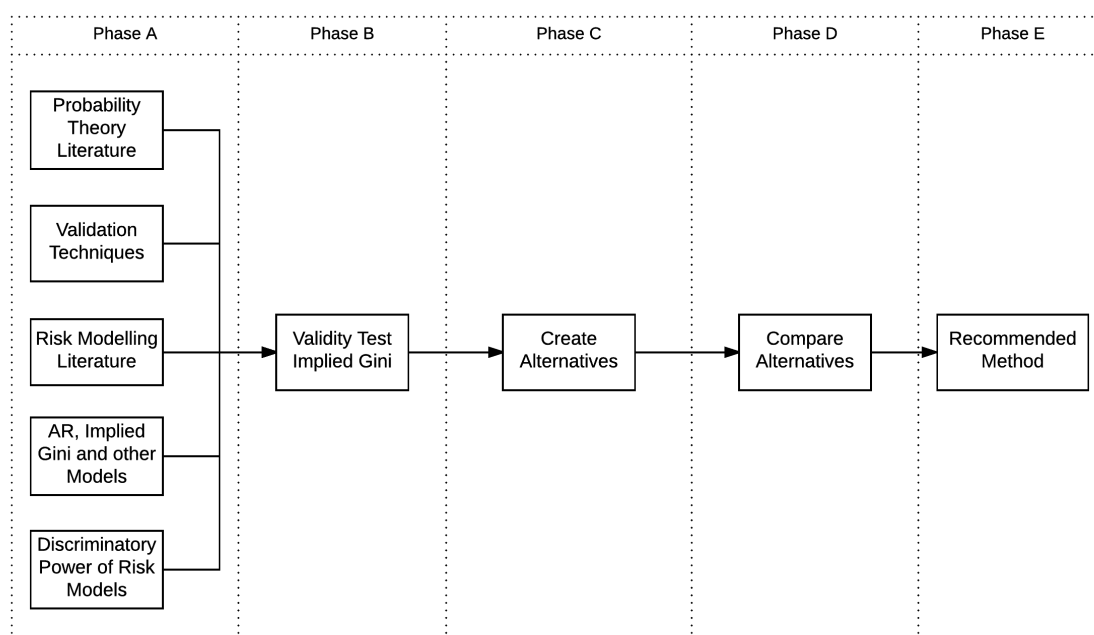 Phase A
Phase B
Phase C
Phase D
Phase E
Probability
Theory
Literature
Validation
Techniques
Risk Modelling
Literature
AR, Implied
Gini and other
Models
Discriminatory
Power of Risk
Models
Validity Test
Implied Gini
Create
Alternatives
Compare
Alternatives
Recommended
Method